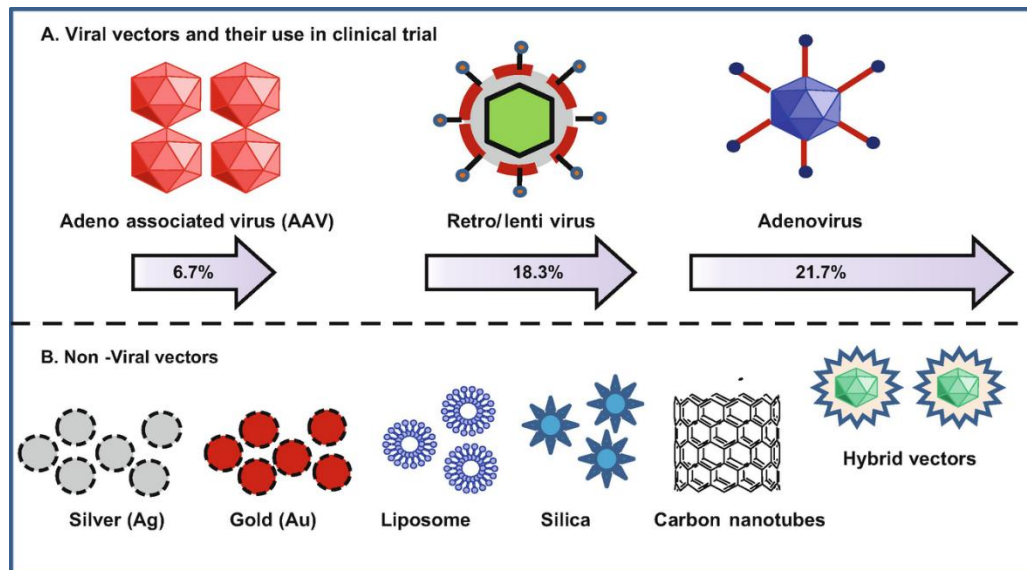 A. Viral vectors and their use in clinical trial
Adeno associated virus (AAV)
Retro/lenti virus
Adenovirus
6.7%
18.3%
21.7%
B. Non -Viral vectors
Hybrid vectors
Silver (Ag)
Gold (Au)
Liposome
Silica
Carbon nanotubes